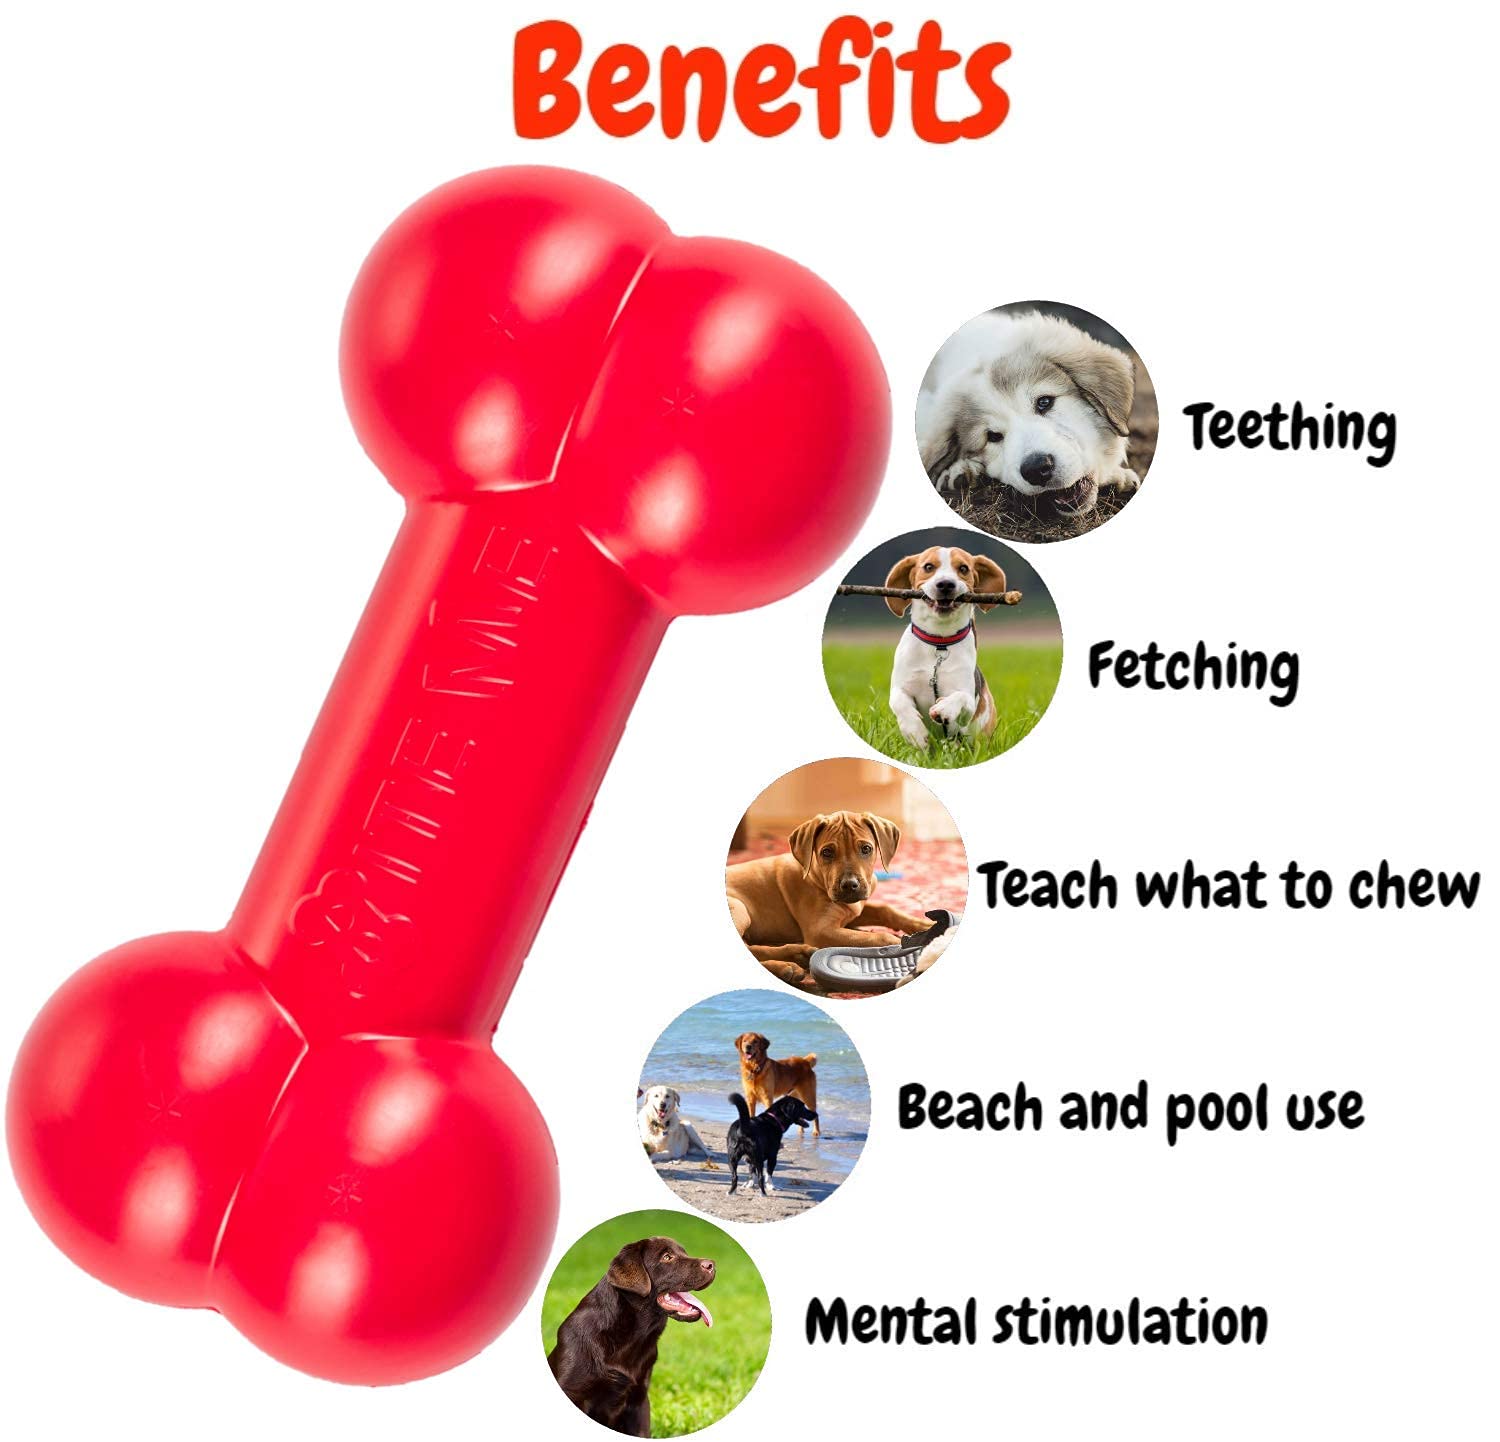 Benefits
BITE ME
Teething
Fetching
Teach what to chew
Beach and pool use
Mental stimulation